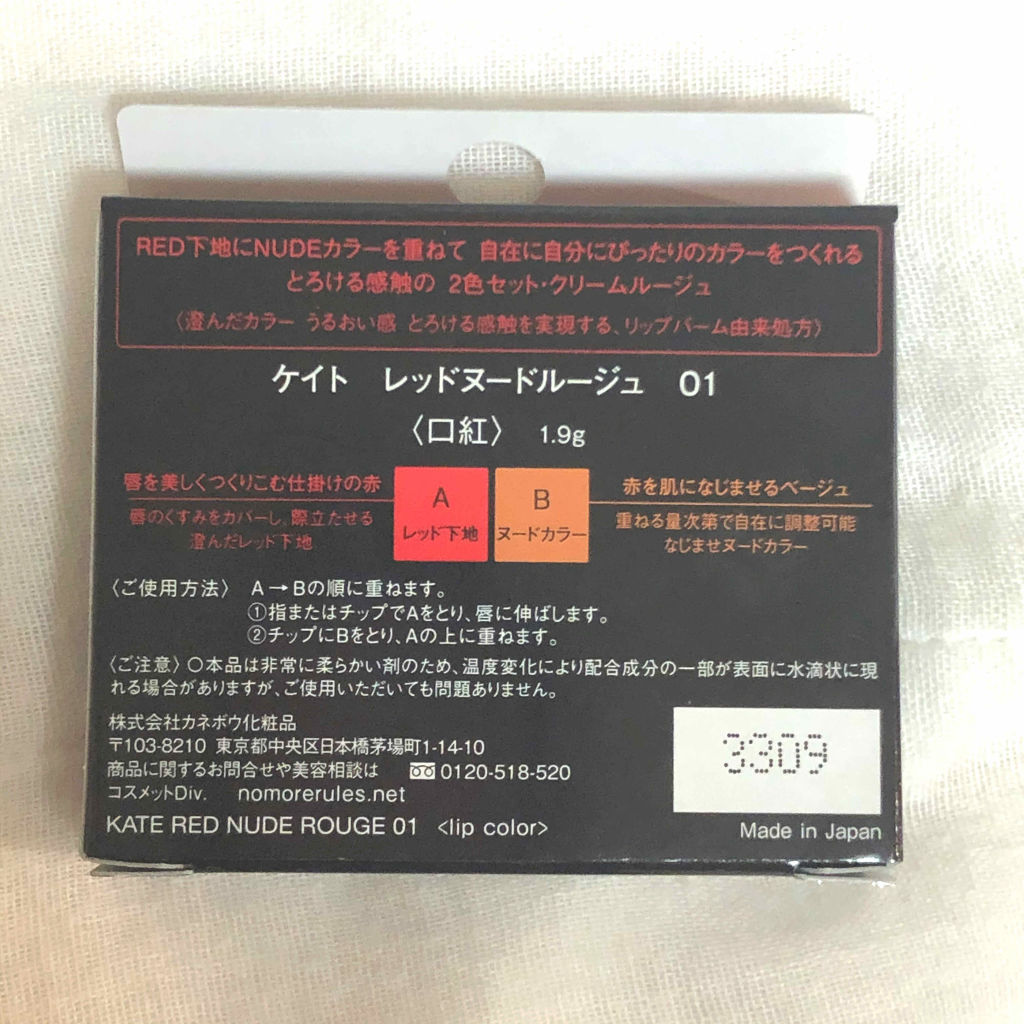 RED下地にNUDEカラーを重ねて 自在に自分にぴったりのカラーをつくれる
とろける感触の 2色セット・クリームルージュ
〈澄んだカラー うるおい感 とろける感触を実現する、リップバーム由来処方〉
ケイト レッドヌードルージュ 01
〈口紅〉 1.9g
唇を美しくつくりこむ仕掛けの赤
唇のくすみをカバーし、際立たせる
澄んだレッド下地
A
レッド下地
B
ヌードカラー
赤を肌になじませるベージュ
重ねる量次第で自在に調整可能
なじませヌードカラー
〈ご使用方法〉 A→Bの順に重ねます。
①指またはチップでAをとり、唇に伸ばします。
②チップにBをとり、Aの上に重ねます。
〈ご注意〉○本品は非常に柔らかい剤のため、温度変化により配合成分の一部が表面に水滴状に現
れる場合がありますが、ご使用いただいても問題ありません。
株式会社カネボウ化粧品
〒103-8210 東京都中央区日本橋茅場町1-14-10
商品に関するお問合せや美容相談は 0120-518-520
コスメットDiv. nomorerules.net
KATE RED NUDE ROUGE 01 <lip color>
3309
Made in Japan